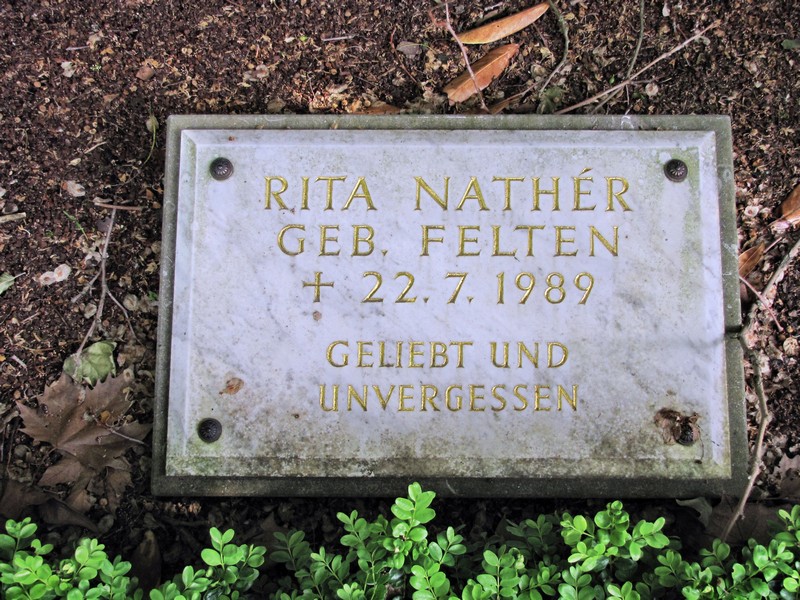 RITA NATHÉR
GEB. FELTEN
+ 22.7.1989
GELIEBT UND
UNVERGESSEN